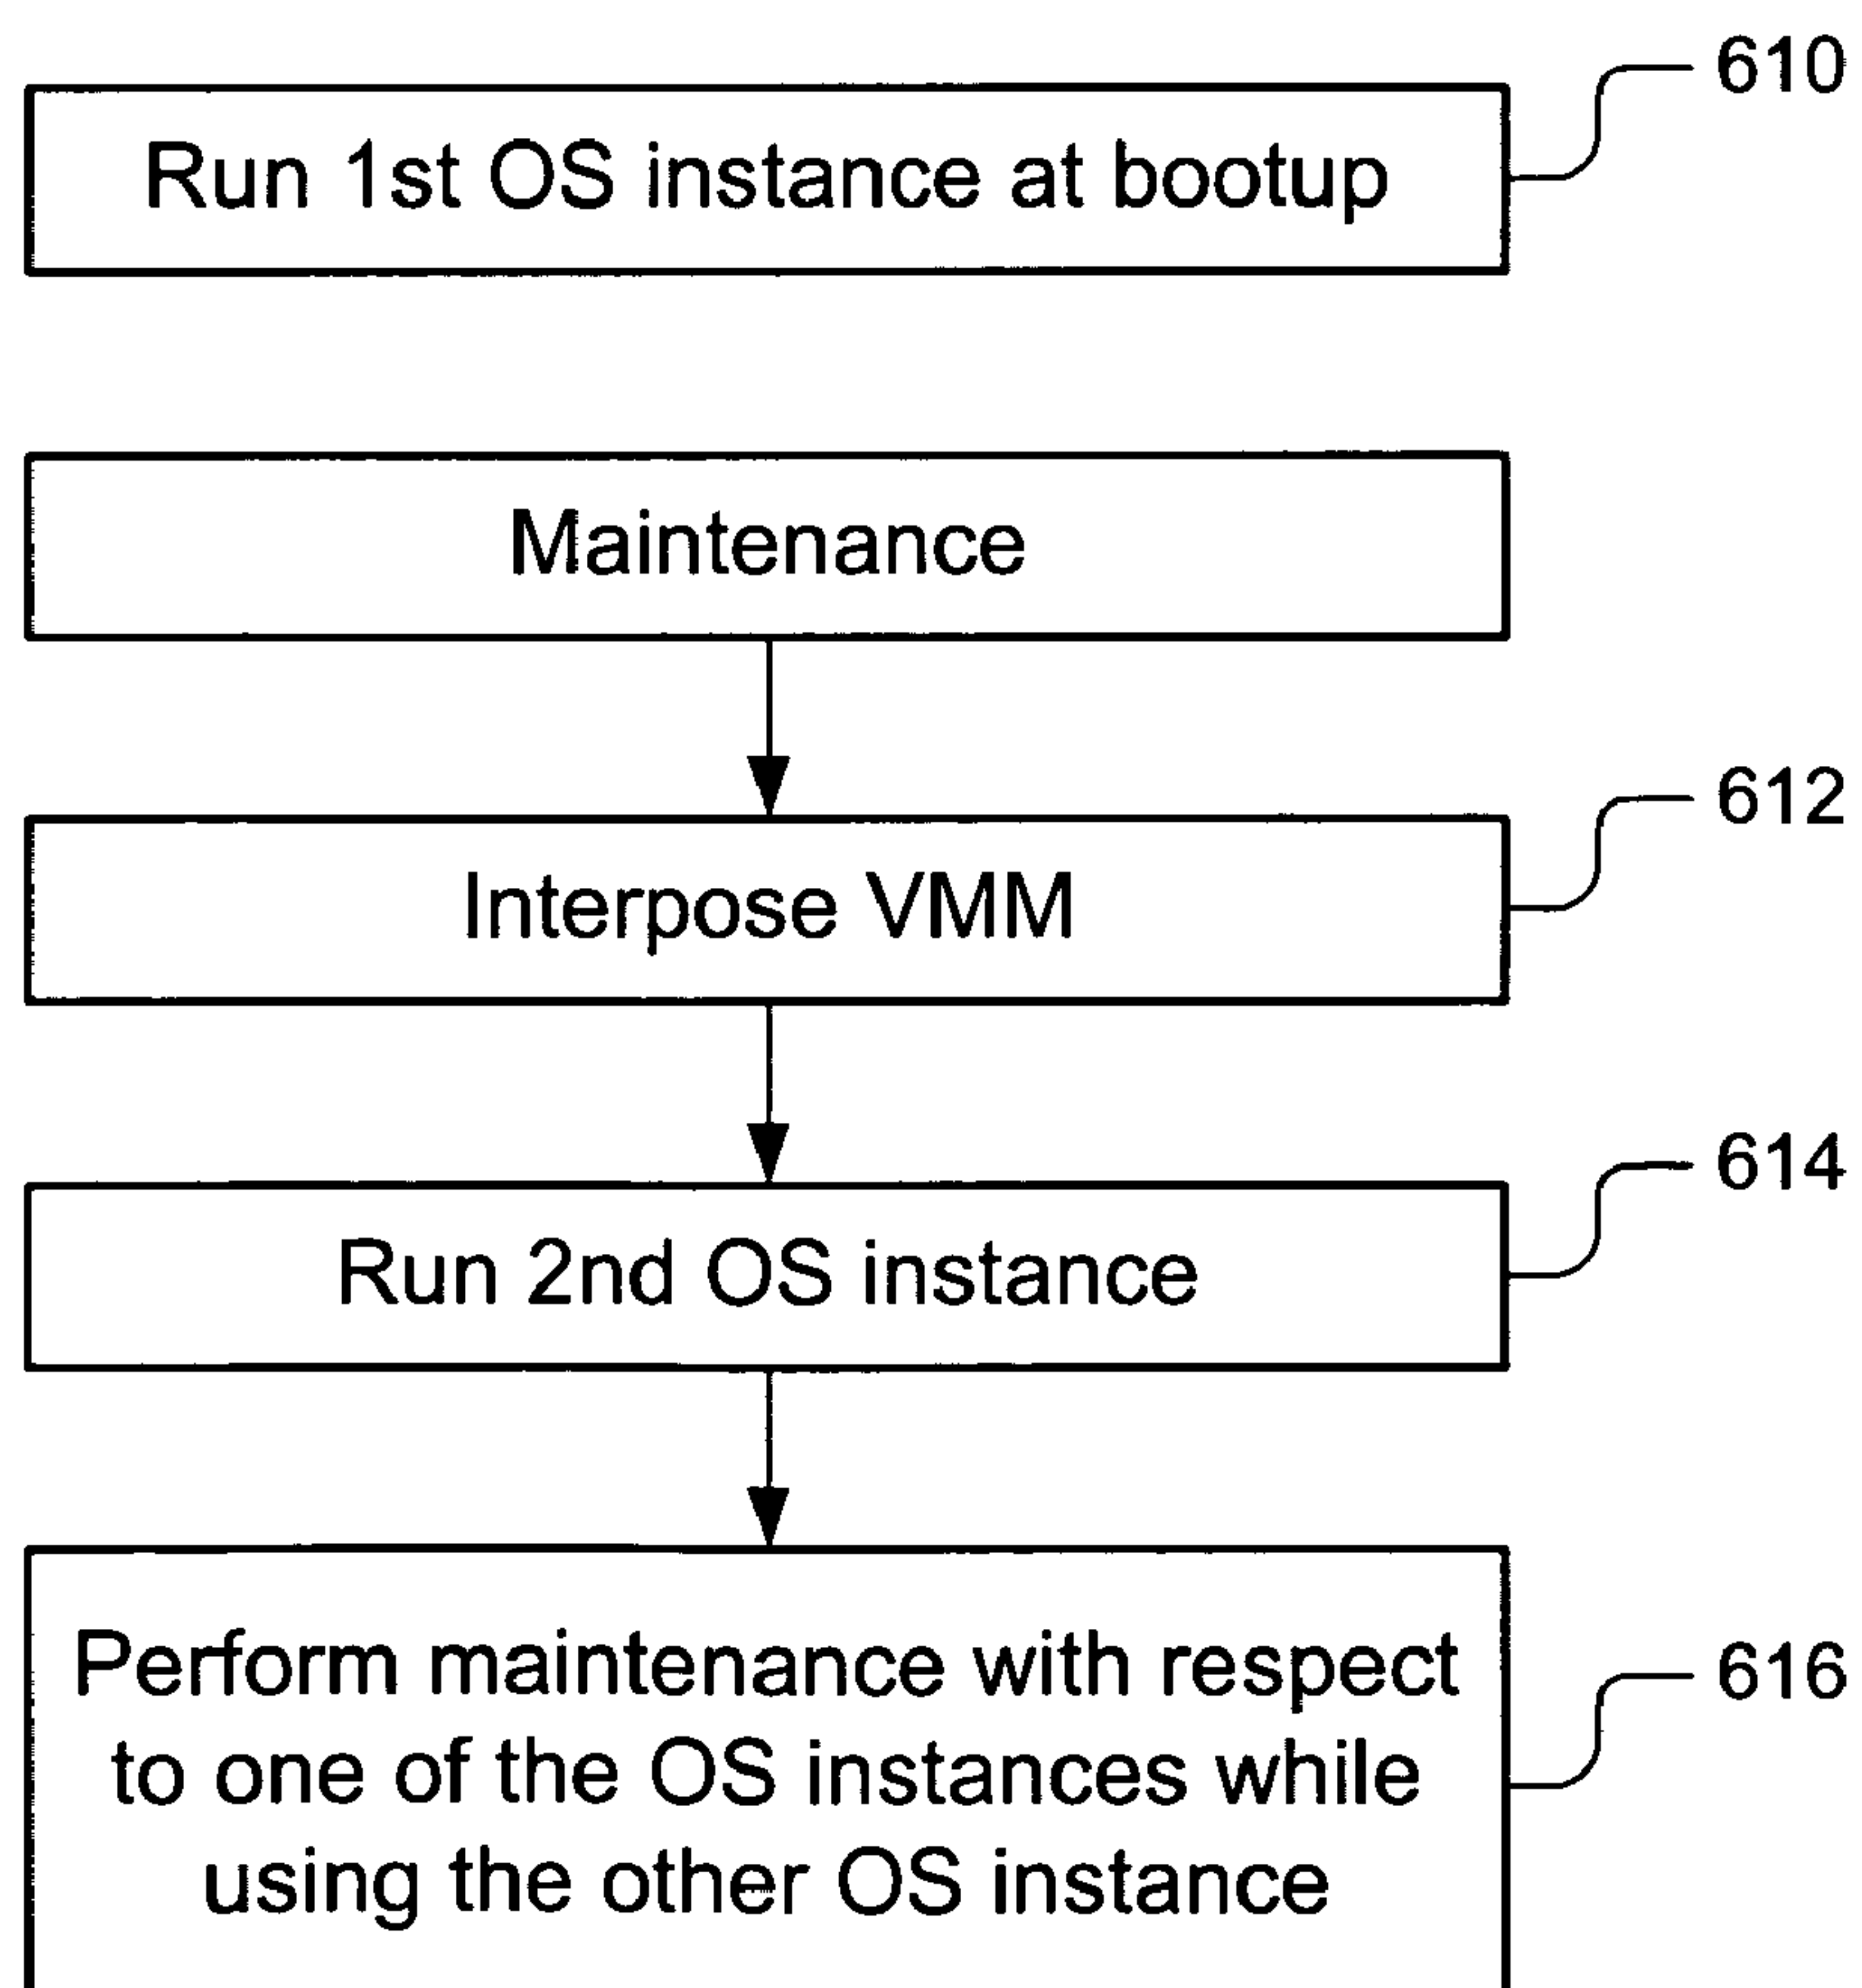 610
Run 1st OS instance at bootup
Maintenance
612
Interpose VMM
614
Run 2nd OS instance
Perform maintenance with respect
616
to one of the OS instances while
using the other OS instance